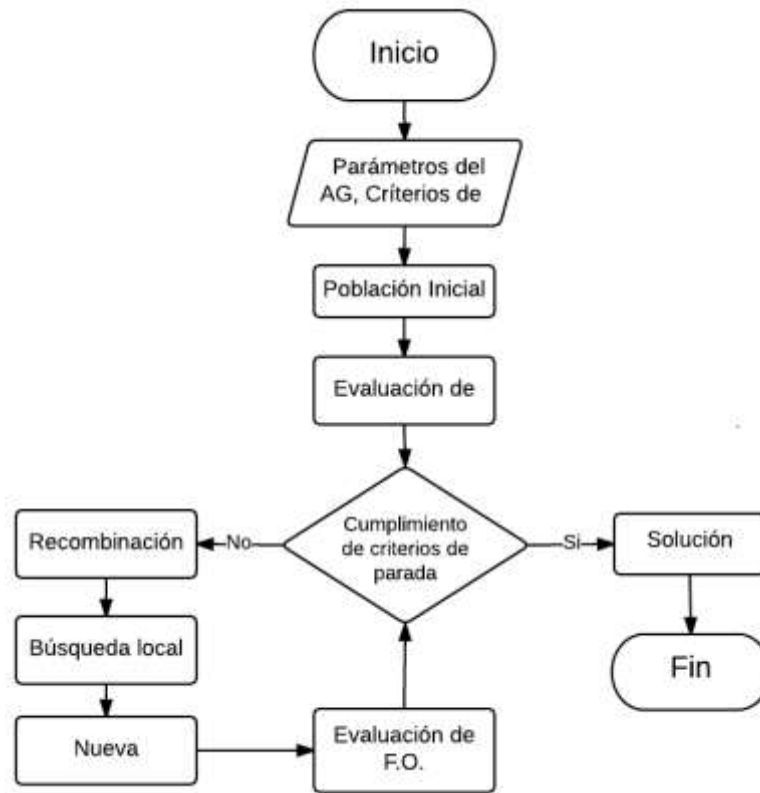 Inicio
Parámetros del
AG, Críterios de
Población Inicial
Evaluación de
Cumplimiento
de criterios de
parada
No
Si
Recombinación
Solución
Búsqueda local
Fin
Nueva
Evaluación de
F.O.